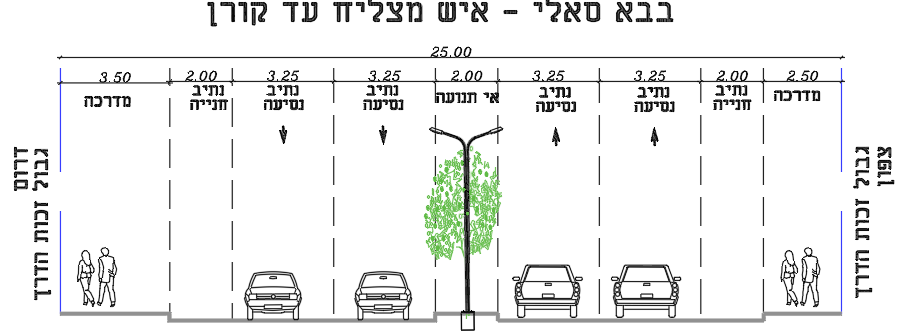 בבא סאלי - איש מצליח עד קורן
25.00
3.50 2.00 3.25 3.25 2.00 3.25 3.25 2.00 2.50
מדרכה
נתיב חנייה
נתיב נסיעה
נתיב נסיעה
אי תנועה
נתיב נסיעה
נתיב נסיעה
נתיב חנייה
מדרכה
דרום
גבול זכות הדרך
גבול זכות הדרך
צפון